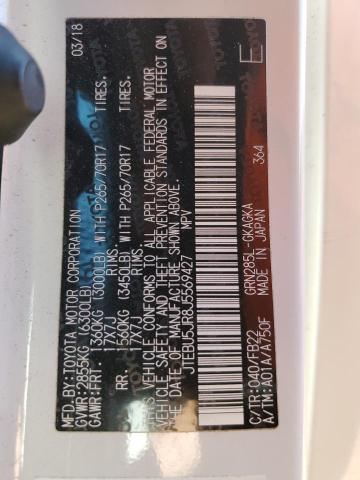 MFD.BY:TOYOTA MOTOR CORPORATION 03/18
GVWR:2855KG (6300LB)
GAWR:FRT. 1360KG (3000LB) WITH P265/70R17 TIRES,
17X7J RIMS
RR. 1560KG (3450LB) WITH P265/70R17 TIRES,
17X7J RIMS
THIS VEHICLE CONFORMS TO ALL APPLICABLE FEDERAL MOTOR
VEHICLE SAFETY AND THEFT PREVENTION STANDARDS IN EFFECT ON
THE DATE OF MANUFACTURE SHOWN ABOVE.
JTEBU5JR8J5569427 MPV
E
C/TR:040/FB22 GRN285L-GKAGKA
A/TM:A01A/A750F MADE IN JAPAN 364